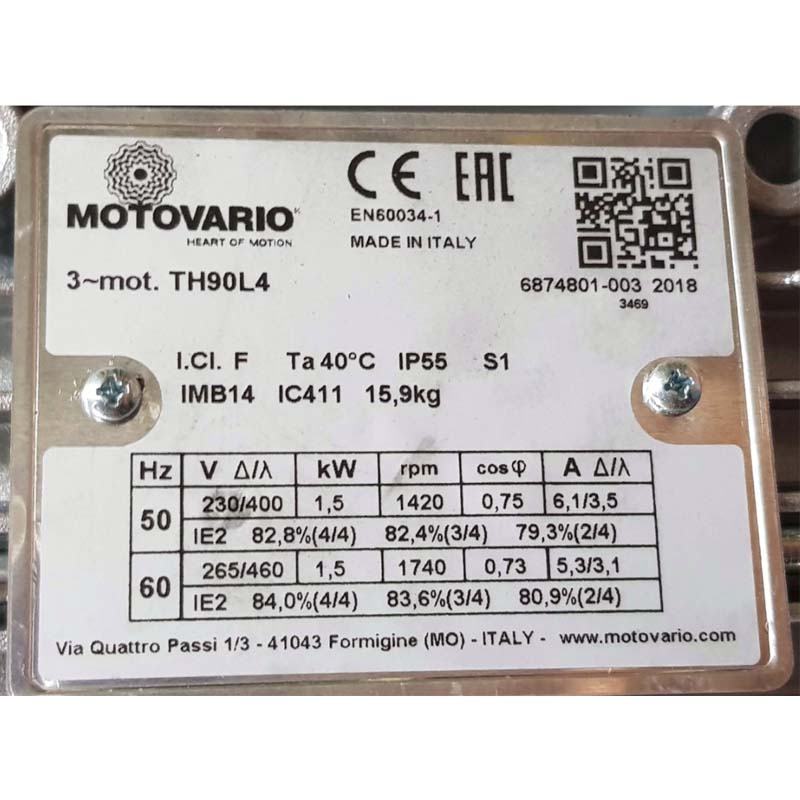 MOTOVARIO
HEART OF MOTION
CE EAC
EN60034-1
MADE IN ITALY
3~mot. TH90L4
6874801-003 2018
3469
I.Cl. F Ta 40°C IP55 S1
IMB14 IC411 15,9kg
Hz V Δ/⅄ kW rpm cosφ A Δ/⅄
50 230/400 1,5 1420 0,75 6,1/3,5
IE2 82,8%(4/4) 82,4%(3/4) 79,3%(2/4)
60 265/460 1,5 1740 0,73 5,3/3,1
IE2 84,0%(4/4) 83,6%(3/4) 80,9%(2/4)
Via Quattro Passi 1/3 - 41043 Formigine (MO) - ITALY - www.motovario.com